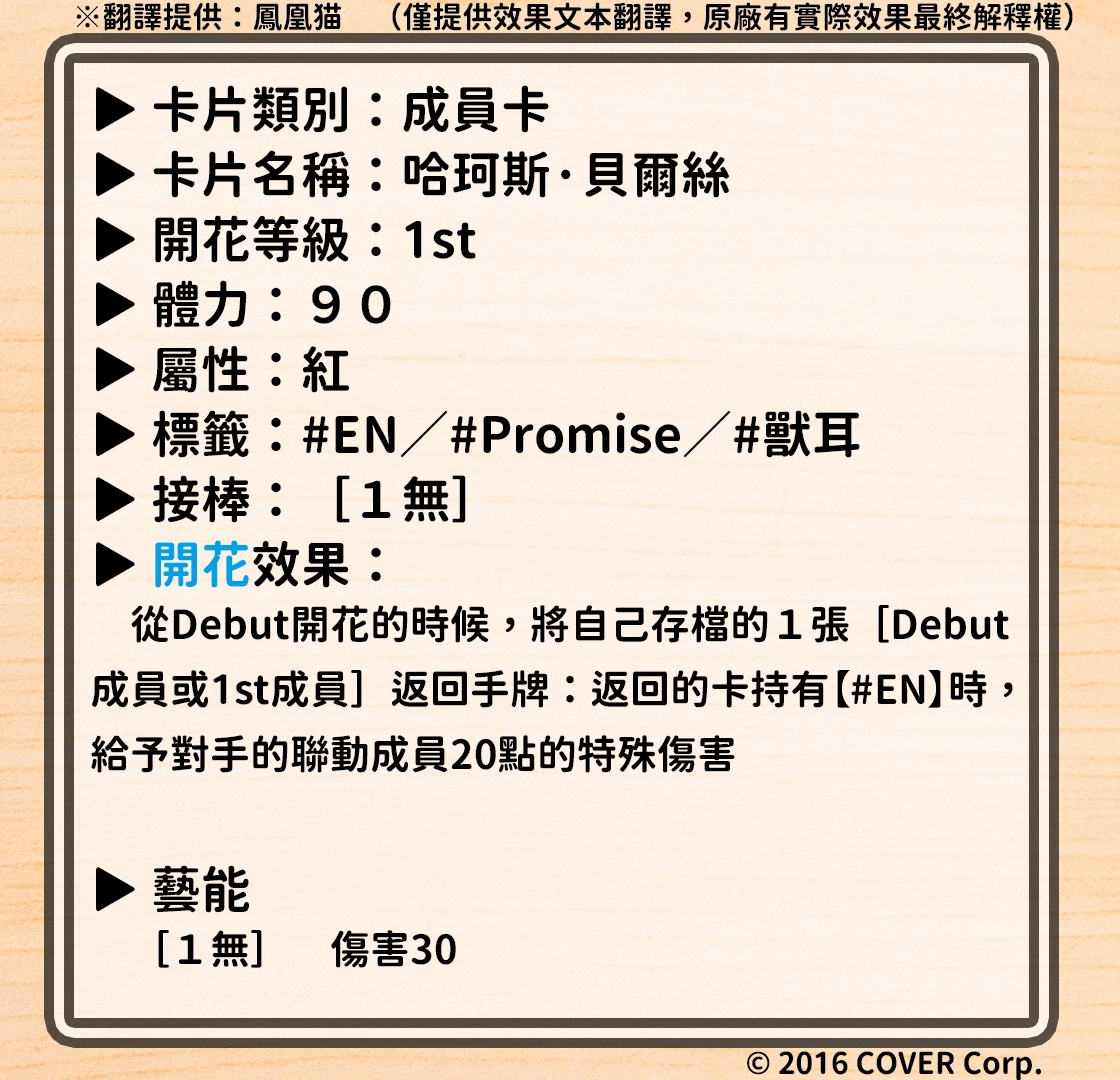 ※翻譯提供：鳳凰猫　（僅提供效果文本翻譯，原廠有實際效果最終解釋權）
▶ 卡片類別：成員卡
▶ 卡片名稱：哈珂斯·貝爾絲
▶ 開花等級：1st
▶ 體力：９０
▶ 屬性：紅
▶ 標籤：#EN／#Promise／#獸耳
▶ 接棒：［１無］
▶ 開花效果：
從Debut開花的時候，將自己存檔的１張［Debut
成員或1st成員］返回手牌：返回的卡持有【#EN】時，
給予對手的聯動成員20點的特殊傷害
▶ 藝能
［１無］　傷害30
© 2016 COVER Corp.